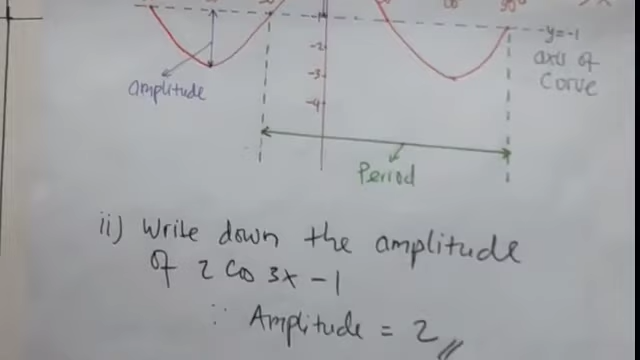 -1
-y=-1
-2
axis of
-3
Curve
amplitude
-4
Period
ii) Write down the amplitude
of 2 Cos 3x -1
∵ Amplitude = 2 //